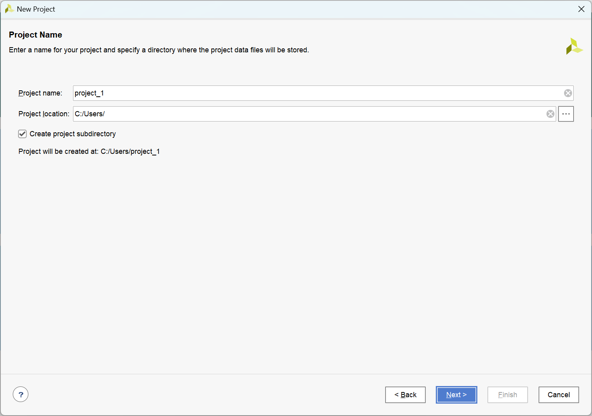 New Project
Project Name
Enter a name for your project and specify a directory where the project data files will be stored.
Project name: project_1
Project location: C:/Users/ ...
Create project subdirectory
Project will be created at: C:/Users/project_1
? < Back Next > Finish Cancel